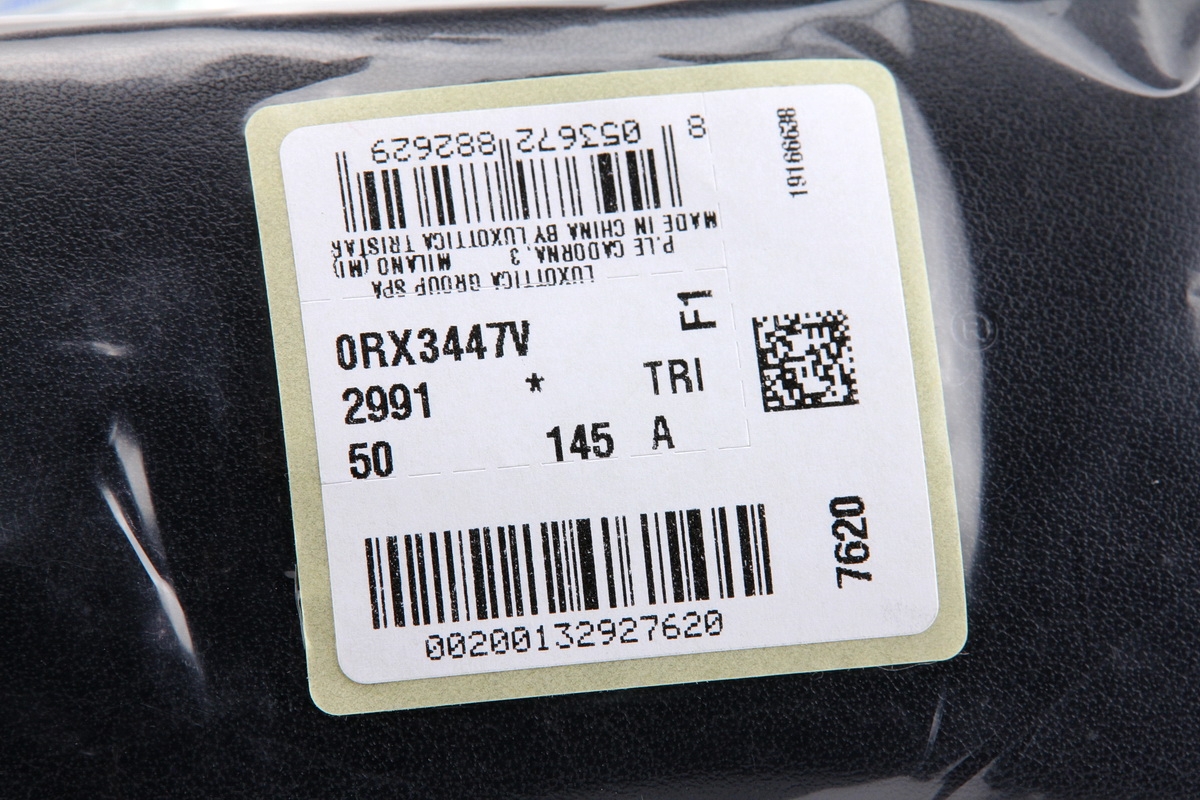 8 053672 882629
MADE IN CHINA BY LUXOTTICA TRISTAR
P.LE CADORNA,3 MILANO (MI)
LUXOTTICA GROUP SPA
19166638
F1
0RX3447V
2991 * TRI
50 145 A
7620
00200132927620
®